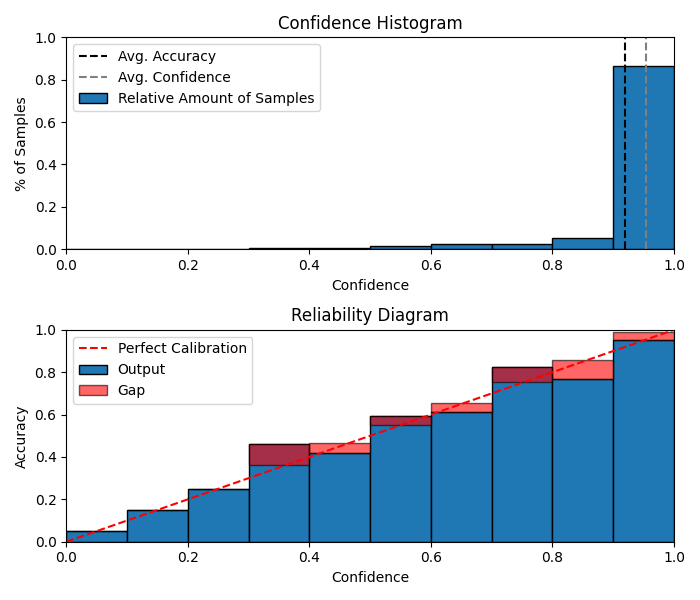 Confidence Histogram
1.0
0.8
0.6
0.4
0.2
0.0
% of Samples
Avg. Accuracy
Avg. Confidence
Relative Amount of Samples
0.0 0.2 0.4 0.6 0.8 1.0
Confidence
Reliability Diagram
1.0
0.8
0.6
0.4
0.2
0.0
Accuracy
Perfect Calibration
Output
Gap
0.0 0.2 0.4 0.6 0.8 1.0
Confidence